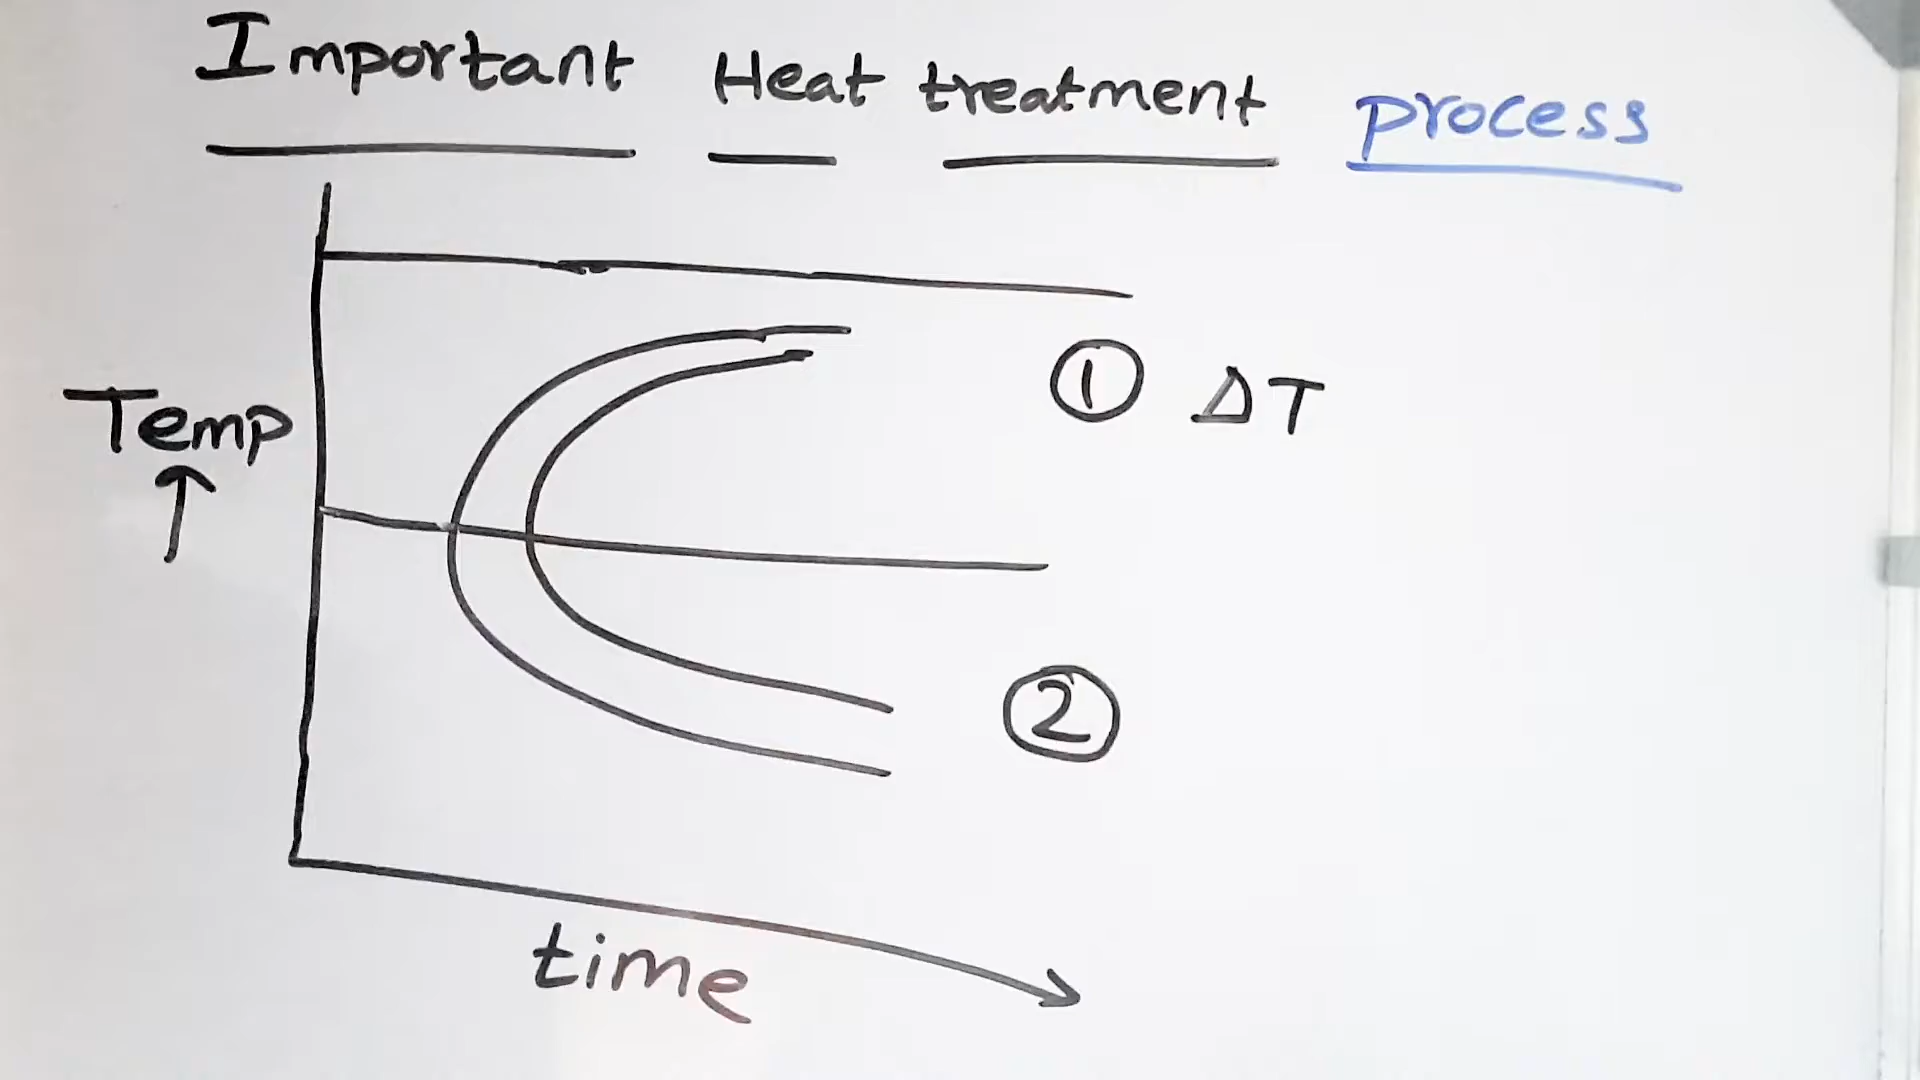 Important Heat treatment process
① ΔT
Temp
↑
②
time